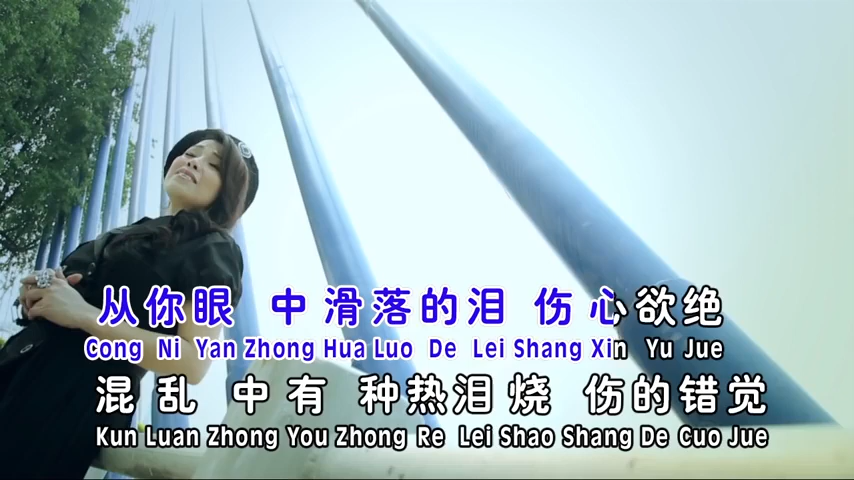 从你眼 中滑落的泪 伤心欲绝
Cong Ni Yan Zhong Hua Luo De Lei Shang Xin Yu Jue
混乱 中有 种热泪烧 伤的错觉
Kun Luan Zhong You Zhong Re Lei Shao Shang De Cuo Jue